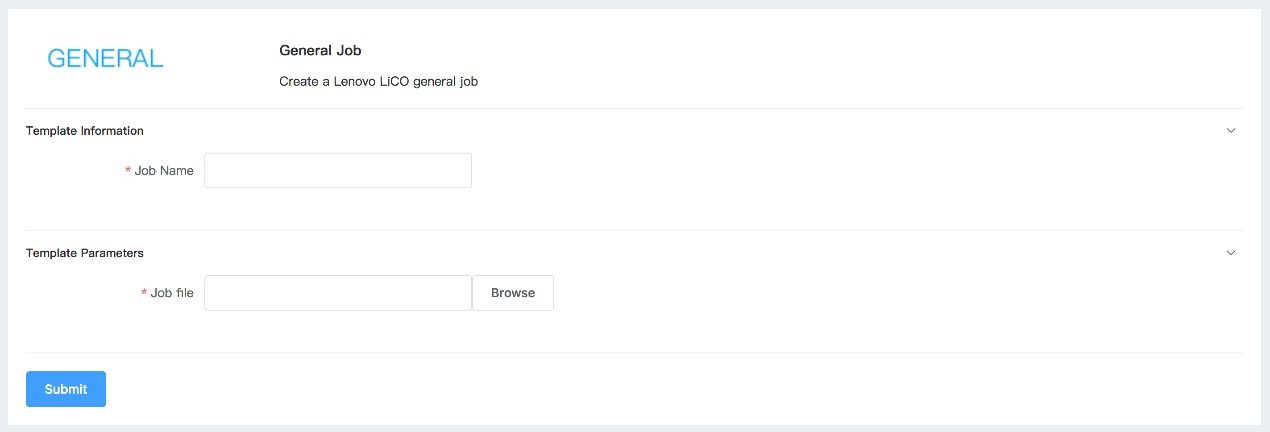 GENERAL
General Job
Create a Lenovo LiCO general job
Template Information
* Job Name
Template Parameters
* Job file
Browse
Submit